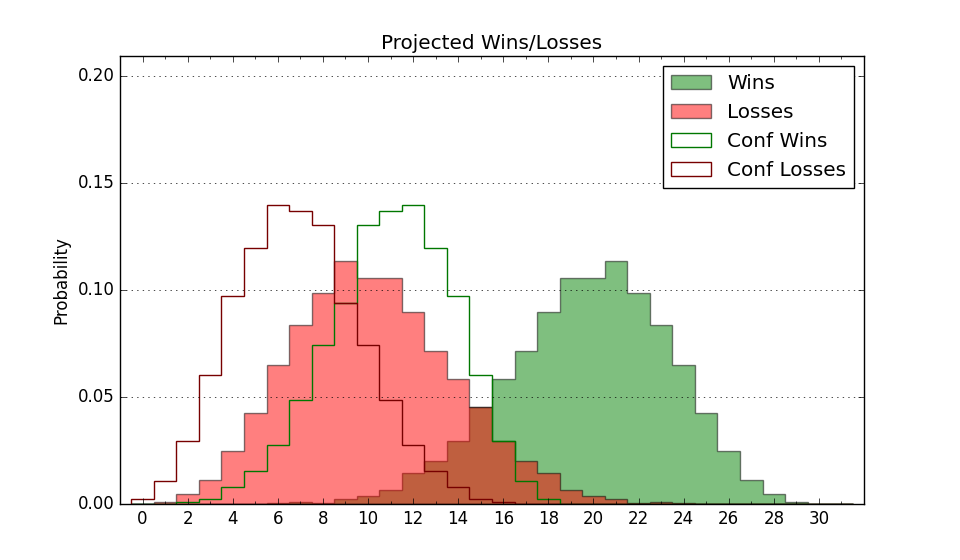 Projected Wins/Losses
0.20
0.15
0.10
0.05
0.00
Probability
Wins
Losses
Conf Wins
Conf Losses
0 2 4 6 8 10 12 14 16 18 20 22 24 26 28 30